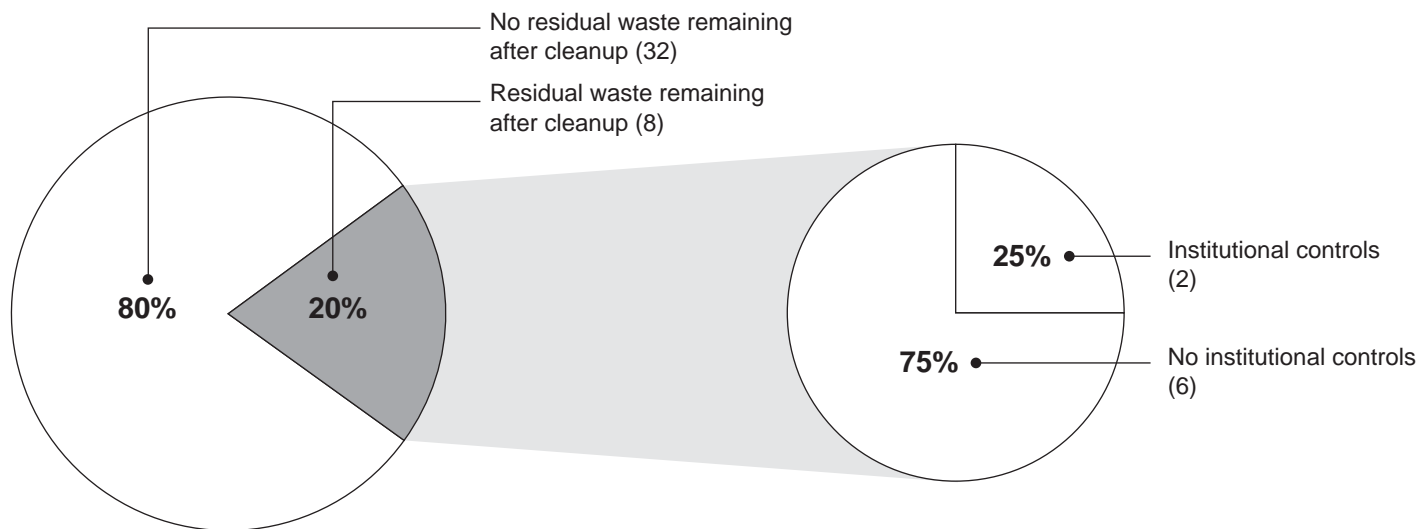 No residual waste remaining
after cleanup (32)
Residual waste remaining
after cleanup (8)
80%
20%
25%
Institutional controls
(2)
75%
No institutional controls
(6)